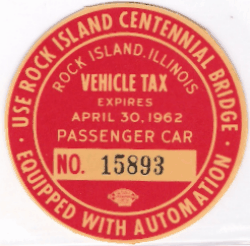 · USE ROCK ISLAND CENTENNIAL BRIDGE ·
ROCK ISLAND, ILLINOIS
VEHICLE TAX
EXPIRES
APRIL 30, 1962
PASSENGER CAR
NO. 15893
EQUIPPED WITH AUTOMATION